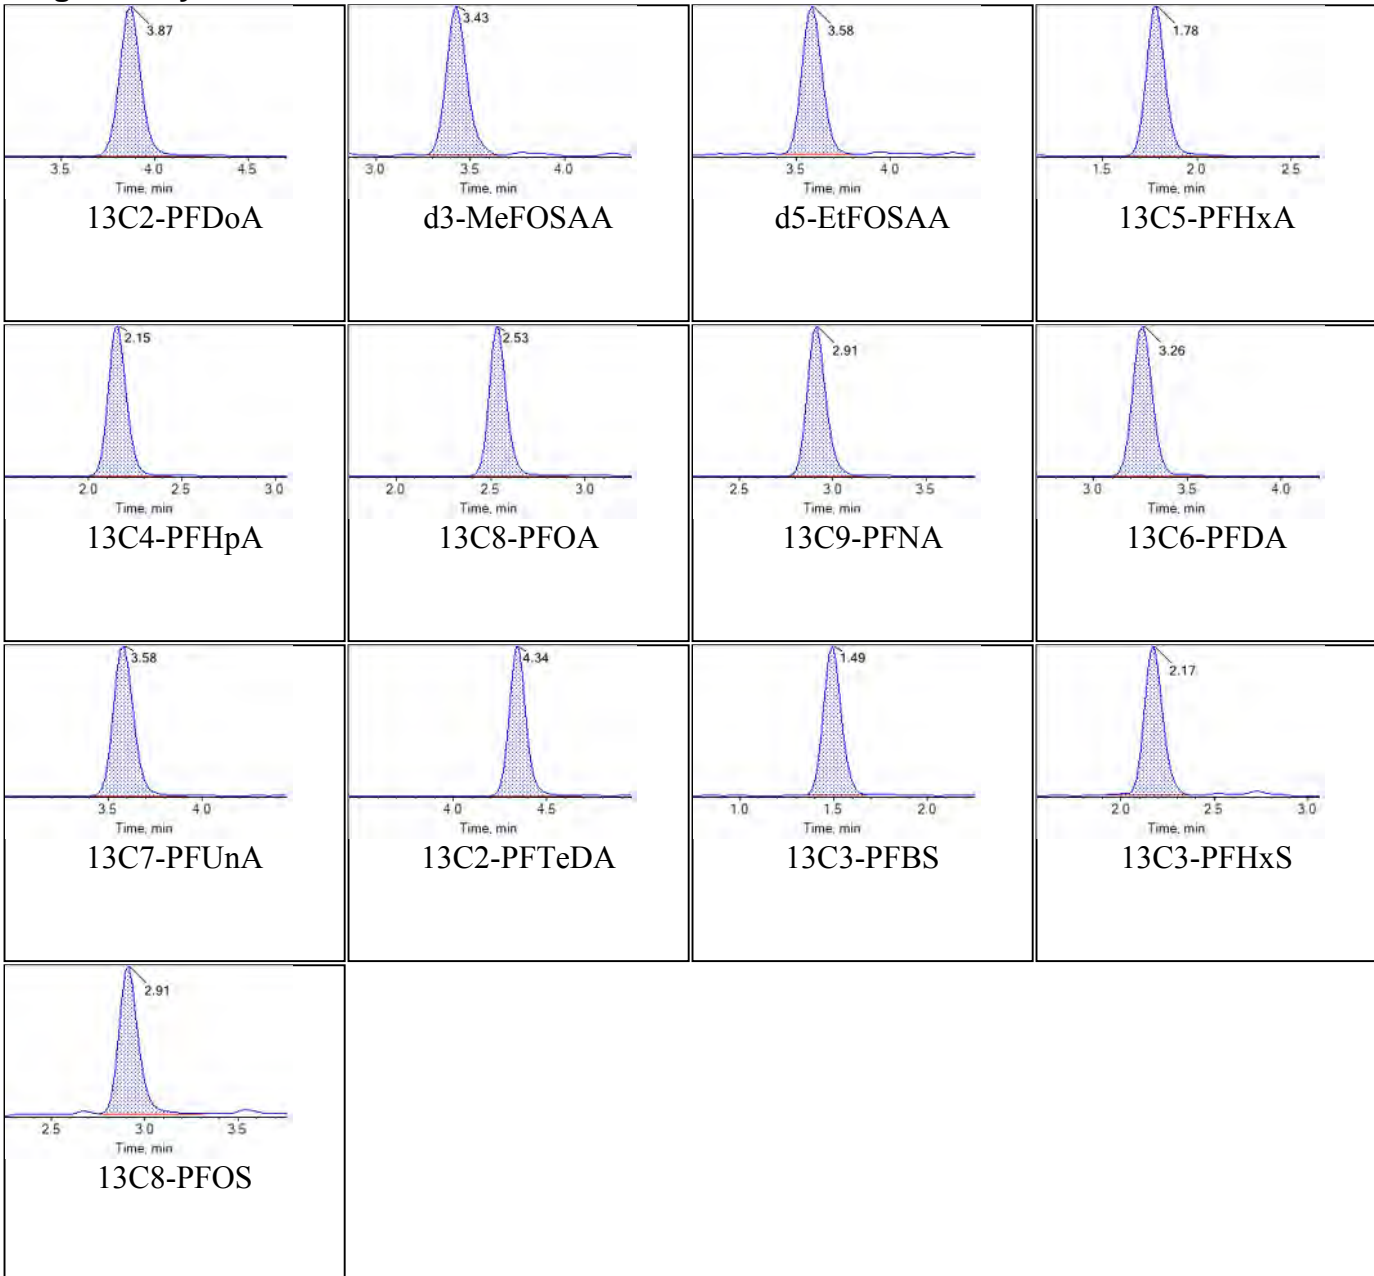 3.87
3.5 4.0 4.5
Time, min
13C2-PFDoA
3.43
3.0 3.5 4.0
Time, min
d3-MeFOSAA
3.58
3.5 4.0
Time, min
d5-EtFOSAA
1.78
1.5 2.0 2.5
Time, min
13C5-PFHxA
2.15
2.0 2.5 3.0
Time, min
13C4-PFHpA
2.53
2.0 2.5 3.0
Time, min
13C8-PFOA
2.91
2.5 3.0 3.5
Time, min
13C9-PFNA
3.26
3.0 3.5 4.0
Time, min
13C6-PFDA
3.58
3.5 4.0
Time, min
13C7-PFUnA
4.34
4.0 4.5
Time, min
13C2-PFTeDA
1.49
1.0 1.5 2.0
Time, min
13C3-PFBS
2.17
2.0 2.5 3.0
Time, min
13C3-PFHxS
2.91
2.5 3.0 3.5
Time, min
13C8-PFOS